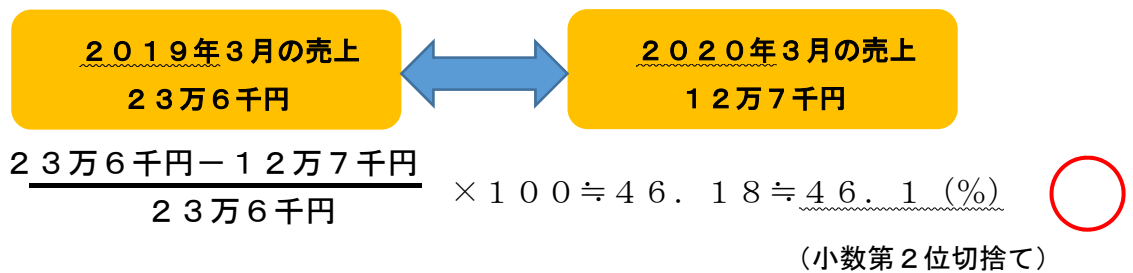 ２０１９年３月の売上
２３万６千円
２０２０年３月の売上
１２万７千円
２３万６千円－１２万７千円
２３万６千円
×１００≒４６．１８≒４６．１（％）
（小数第２位切捨て）